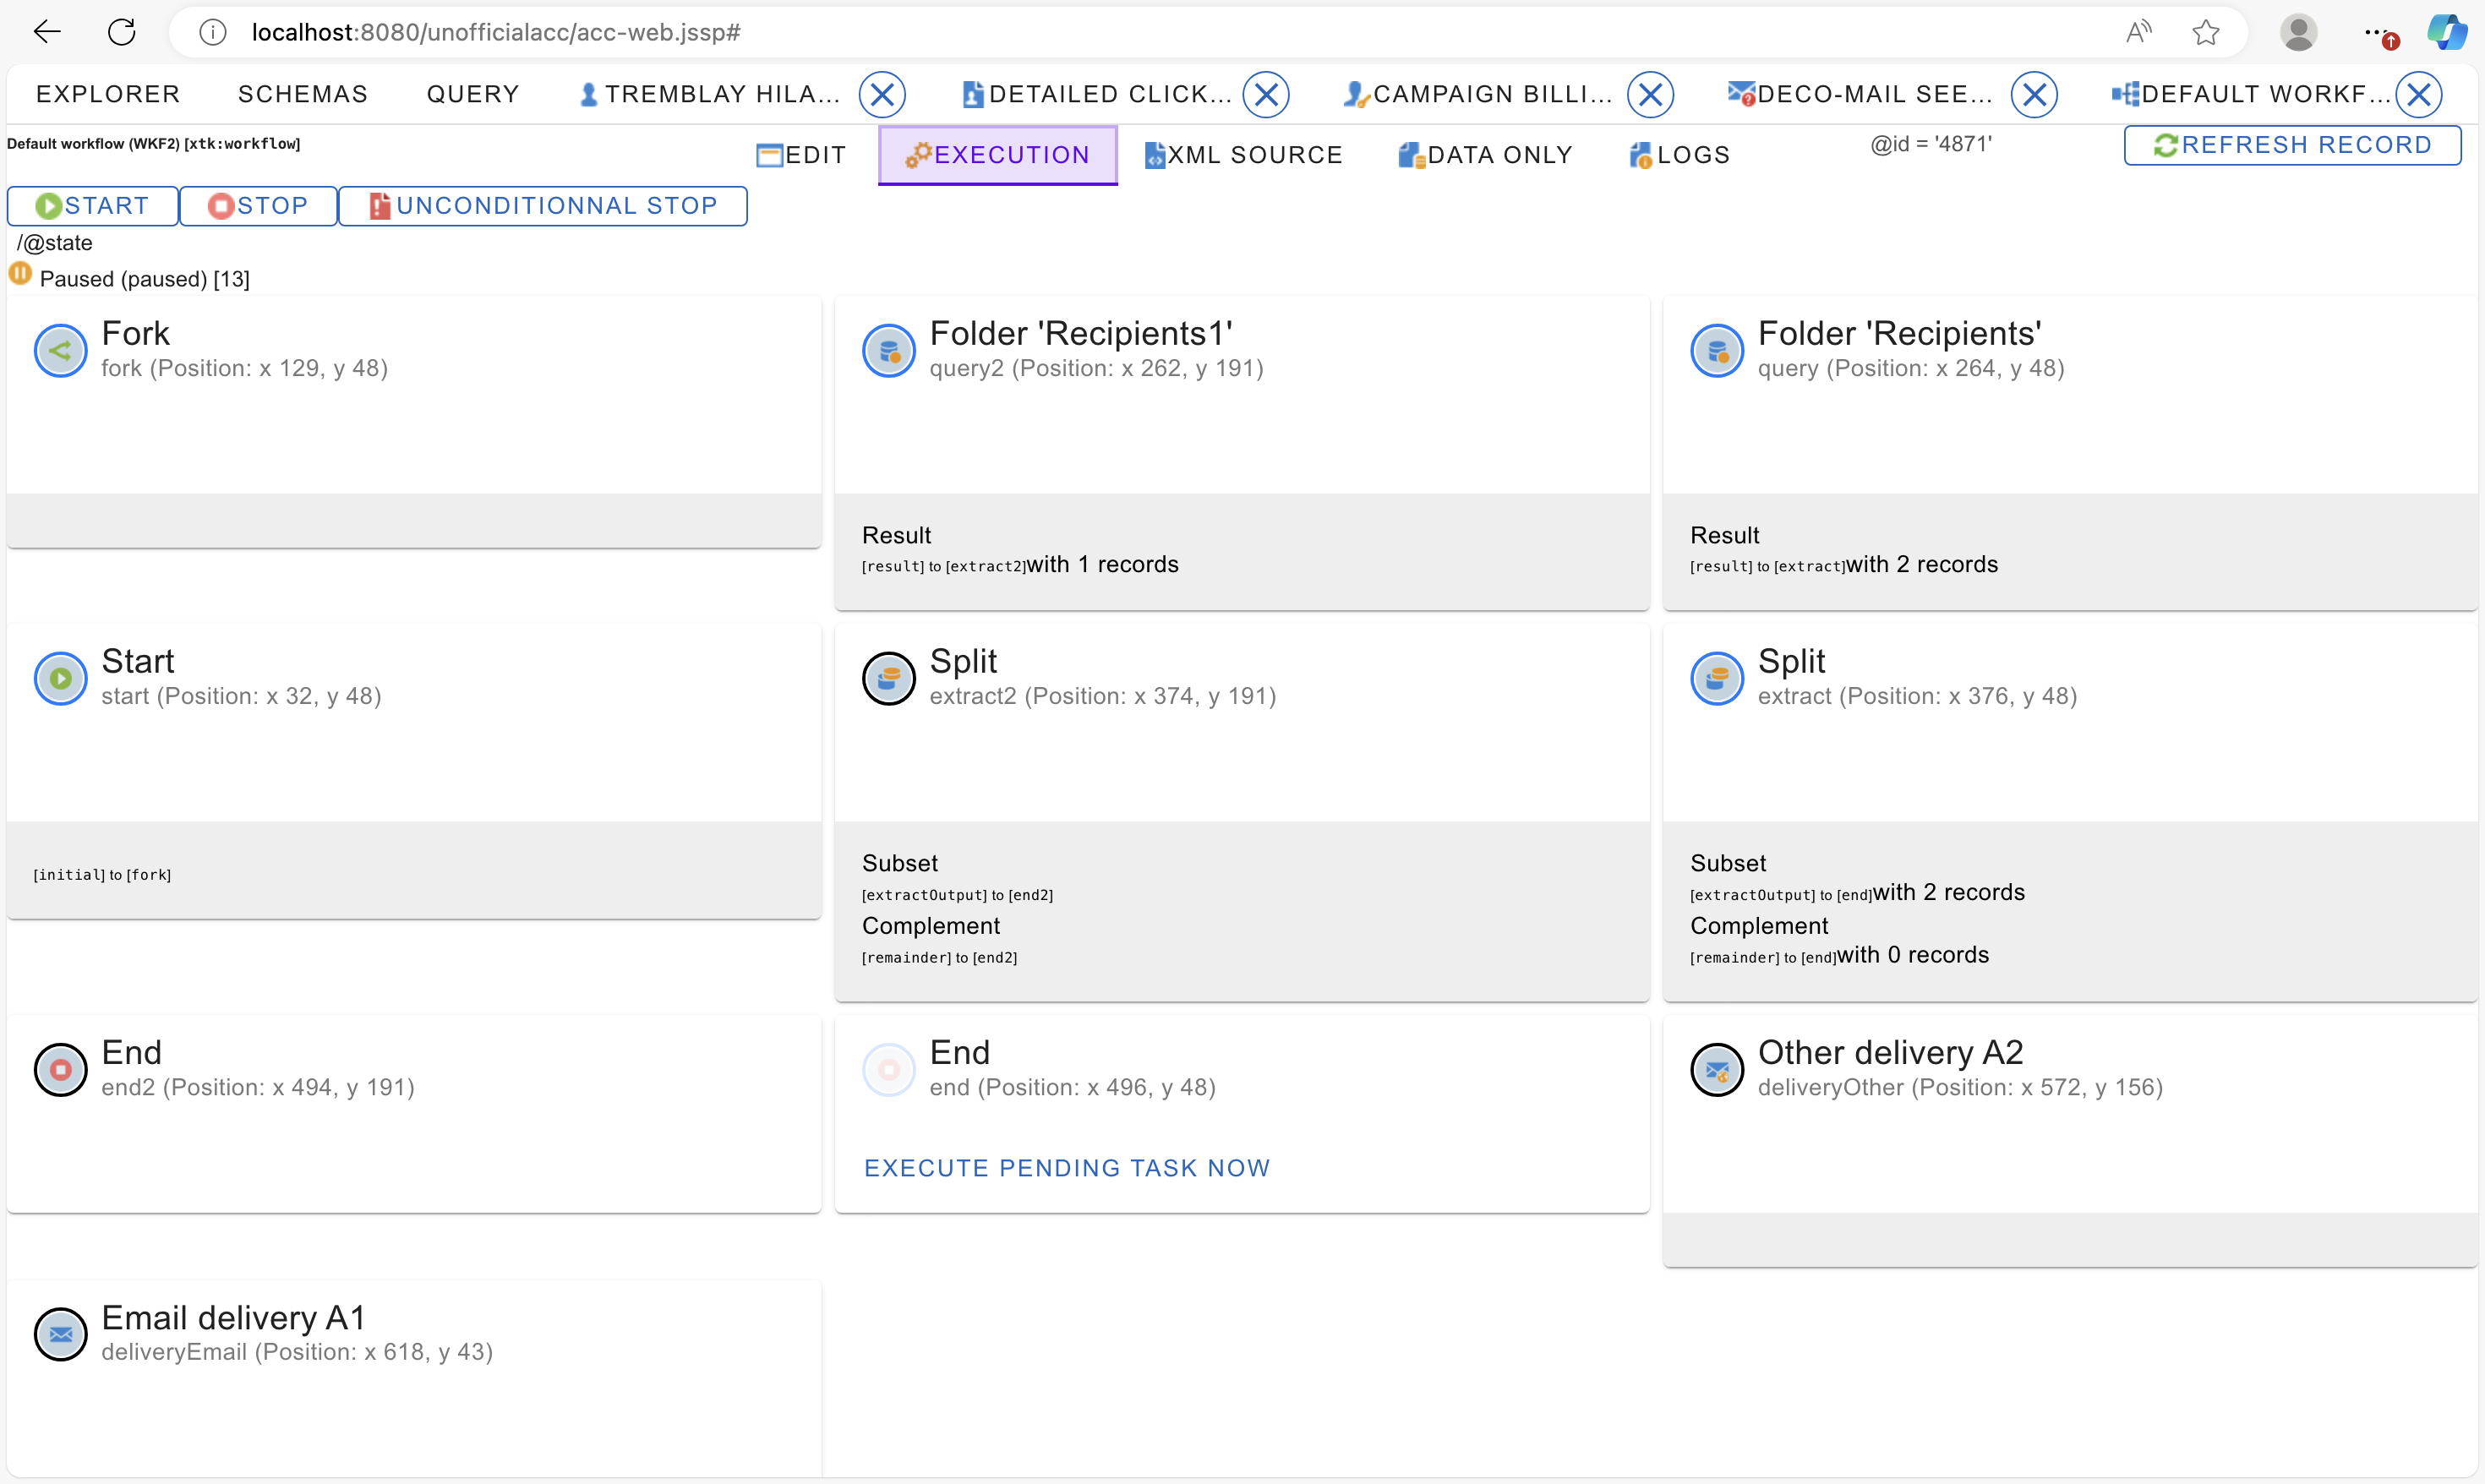 localhost:8080/unofficialacc/acc-web.jssp#
EXPLORER SCHEMAS QUERY TREMBLAY HILA... DETAILED CLICK... CAMPAIGN BILLI... DECO-MAIL SEE... DEFAULT WORKF...
Default workflow (WKF2) [xtk:workflow] EDIT EXECUTION XML SOURCE DATA ONLY LOGS @id = '4871' REFRESH RECORD
START STOP UNCONDITIONNAL STOP
/@state
Paused (paused) [13]
Fork
fork (Position: x 129, y 48)
Folder 'Recipients1'
query2 (Position: x 262, y 191)
Result
[result] to [extract2]with 1 records
Folder 'Recipients'
query (Position: x 264, y 48)
Result
[result] to [extract]with 2 records
Start
start (Position: x 32, y 48)
[initial] to [fork]
Split
extract2 (Position: x 374, y 191)
Subset
[extractOutput] to [end2]
Complement
[remainder] to [end2]
Split
extract (Position: x 376, y 48)
Subset
[extractOutput] to [end]with 2 records
Complement
[remainder] to [end]with 0 records
End
end2 (Position: x 494, y 191)
End
end (Position: x 496, y 48)
EXECUTE PENDING TASK NOW
Other delivery A2
deliveryOther (Position: x 572, y 156)
Email delivery A1
deliveryEmail (Position: x 618, y 43)